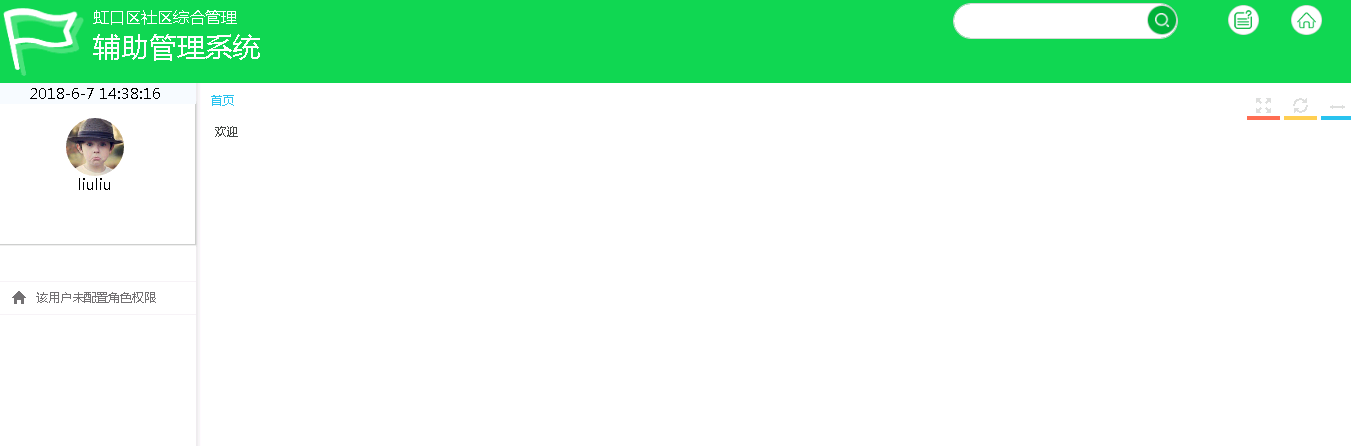 虹口区社区综合管理
辅助管理系统
2018-6-7 14:38:16
首页
欢迎
liuliu
该用户未配置角色权限